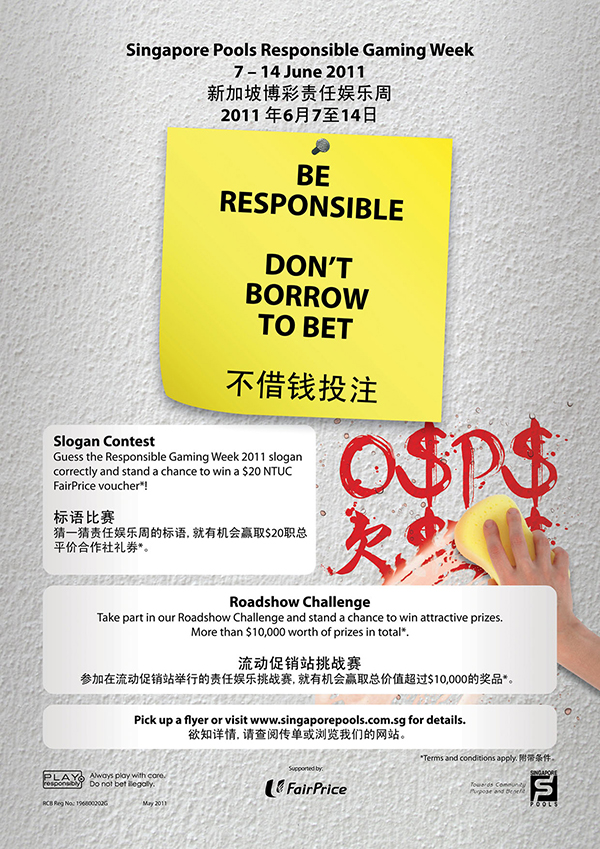 Singapore Pools Responsible Gaming Week
7 – 14 June 2011
新加坡博彩责任娱乐周
2011 年6月7至14日
BE
RESPONSIBLE
DON'T
BORROW
TO BET
不借钱投注
O$P$
欠$
Slogan Contest
Guess the Responsible Gaming Week 2011 slogan
correctly and stand a chance to win a $20 NTUC
FairPrice voucher*!
标语比赛
猜一猜责任娱乐周的标语, 就有机会赢取$20职总
平价合作社礼券*。
Roadshow Challenge
Take part in our Roadshow Challenge and stand a chance to win attractive prizes.
More than $10,000 worth of prizes in total*.
流动促销站挑战赛
参加在流动促销站举行的责任娱乐挑战赛, 就有机会赢取总价值超过$10,000的奖品*。
Pick up a flyer or visit www.singaporepools.com.sg for details.
欲知详情, 请查阅传单或浏览我们的网站。
*Terms and conditions apply. 附带条件。
PLAY
responsibly
Always play with care.
Do not bet illegally.
RCB Reg No.: 196800202G May 2011
Supported by:
FairPrice
Towards Community
Purpose and Benefit
SINGAPORE
POOLS